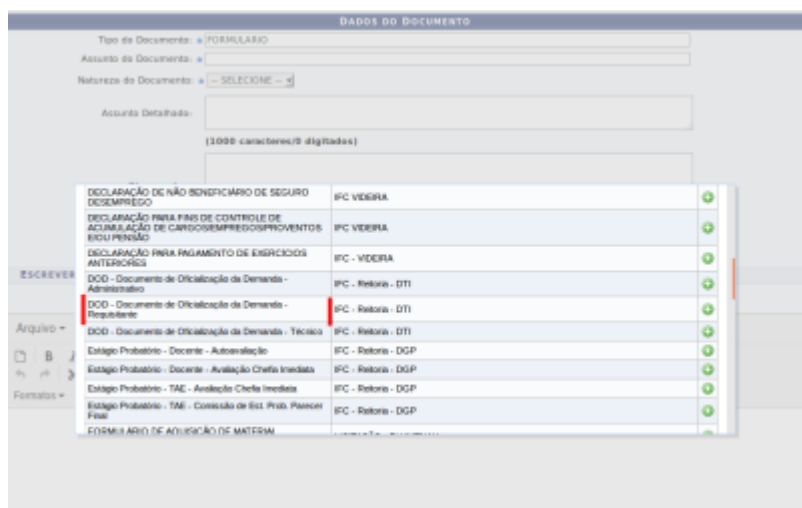 DADOS DO DOCUMENTO
Tipo do Documento: FORMULÁRIO
Assunto do Documento:
Natureza do Documento: -- SELECIONE --
Assunto Detalhado:
(1000 caracteres/0 digitados)
DECLARAÇÃO DE NÃO BENEFICIÁRIO DE SEGURO
DESEMPREGO
IFC VIDEIRA
DECLARAÇÃO PARA FINS DE CONTROLE DE
ACUMULAÇÃO DE CARGOS/EMPREGOS/PROVENTOS
E/OU PENSÃO
IFC VIDEIRA
DECLARAÇÃO PARA PAGAMENTO DE EXERCÍCIOS
ANTERIORES
IFC - VIDEIRA
ESCREVER
DOD - Documento de Oficialização da Demanda -
Administrativo
IFC - Reitoria - DTI
DOD - Documento de Oficialização da Demanda -
Requisitante
IFC - Reitoria - DTI
Arquivo
DOD - Documento de Oficialização da Demanda - Técnico IFC - Reitoria - DTI
B
Estágio Probatório - Docente - Autoavaliação IFC - Reitoria - DGP
Estágio Probatório - Docente - Avaliação Chefia Imediata IFC - Reitoria - DGP
Estágio Probatório - TAE - Avaliação Chefia Imediata IFC - Reitoria - DGP
Formatos
Estágio Probatório - TAE - Comissão de Est. Prob. Parecer
Final
IFC - Reitoria - DGP
FORMULÁRIO DE AQUISIÇÃO DE MATERIAL